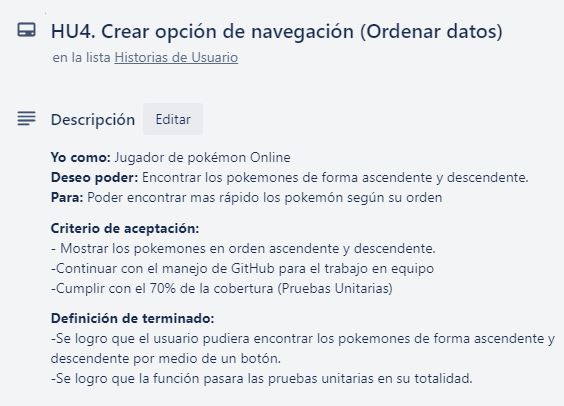 HU4. Crear opción de navegación (Ordenar datos)
en la lista Historias de Usuario
Descripción Editar
Yo como: Jugador de pokémon Online
Deseo poder: Encontrar los pokemones de forma ascendente y descendente.
Para: Poder encontrar mas rápido los pokemón según su orden
Criterio de aceptación:
- Mostrar los pokemones en orden ascendente y descendente.
-Continuar con el manejo de GitHub para el trabajo en equipo
-Cumplir con el 70% de la cobertura (Pruebas Unitarias)
Definición de terminado:
-Se logro que el usuario pudiera encontrar los pokemones de forma ascendente y
descendente por medio de un botón.
-Se logro que la función pasara las pruebas unitarias en su totalidad.